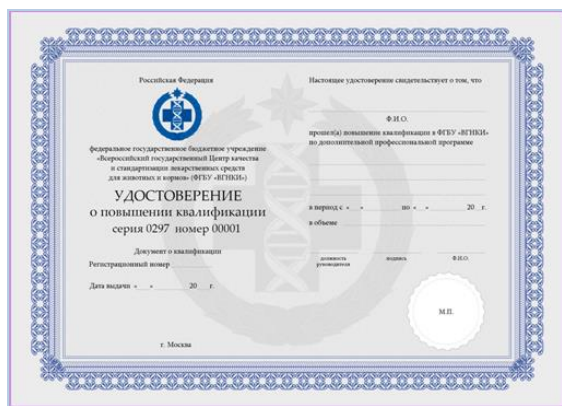 Российская Федерация
федеральное государственное бюджетное учреждение
«Всероссийский государственный Центр качества
и стандартизации лекарственных средств
для животных и кормов» (ФГБУ «ВГНКИ»)
УДОСТОВЕРЕНИЕ
о повышении квалификации
серия 0297 номер 00001
Документ о квалификации
Регистрационный номер
Дата выдачи « » 20 г.
г. Москва
Настоящее удостоверение свидетельствует о том, что
Ф.И.О.
прошел(а) повышение квалификации в ФГБУ «ВГНКИ»
по дополнительной профессиональной программе
в период с « » по « » 20 г.
в объеме
должность подпись Ф.И.О.
руководителя
М.П.